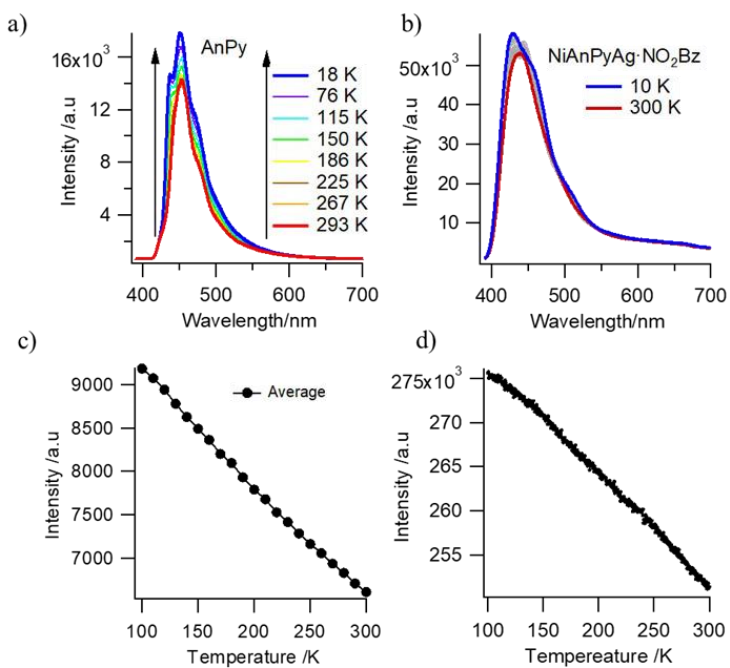 a)
AnPy
16x10³
12
8
4
Intensity /a.u
18 K
76 K
115 K
150 K
186 K
225 K
267 K
293 K
400 500 600 700
Wavelength/nm
b)
NiAnPyAg·NO₂Bz
50x10³
40
30
20
10
Intensity /a.u
10 K
300 K
400 500 600 700
Wavelength/nm
c)
Average
9000
8500
8000
7500
7000
Intensity /a.u
100 150 200 250 300
Temperature /K
d)
275x10³
270
265
260
255
Intensity /a.u
100 150 200 250 300
Tempereature /K